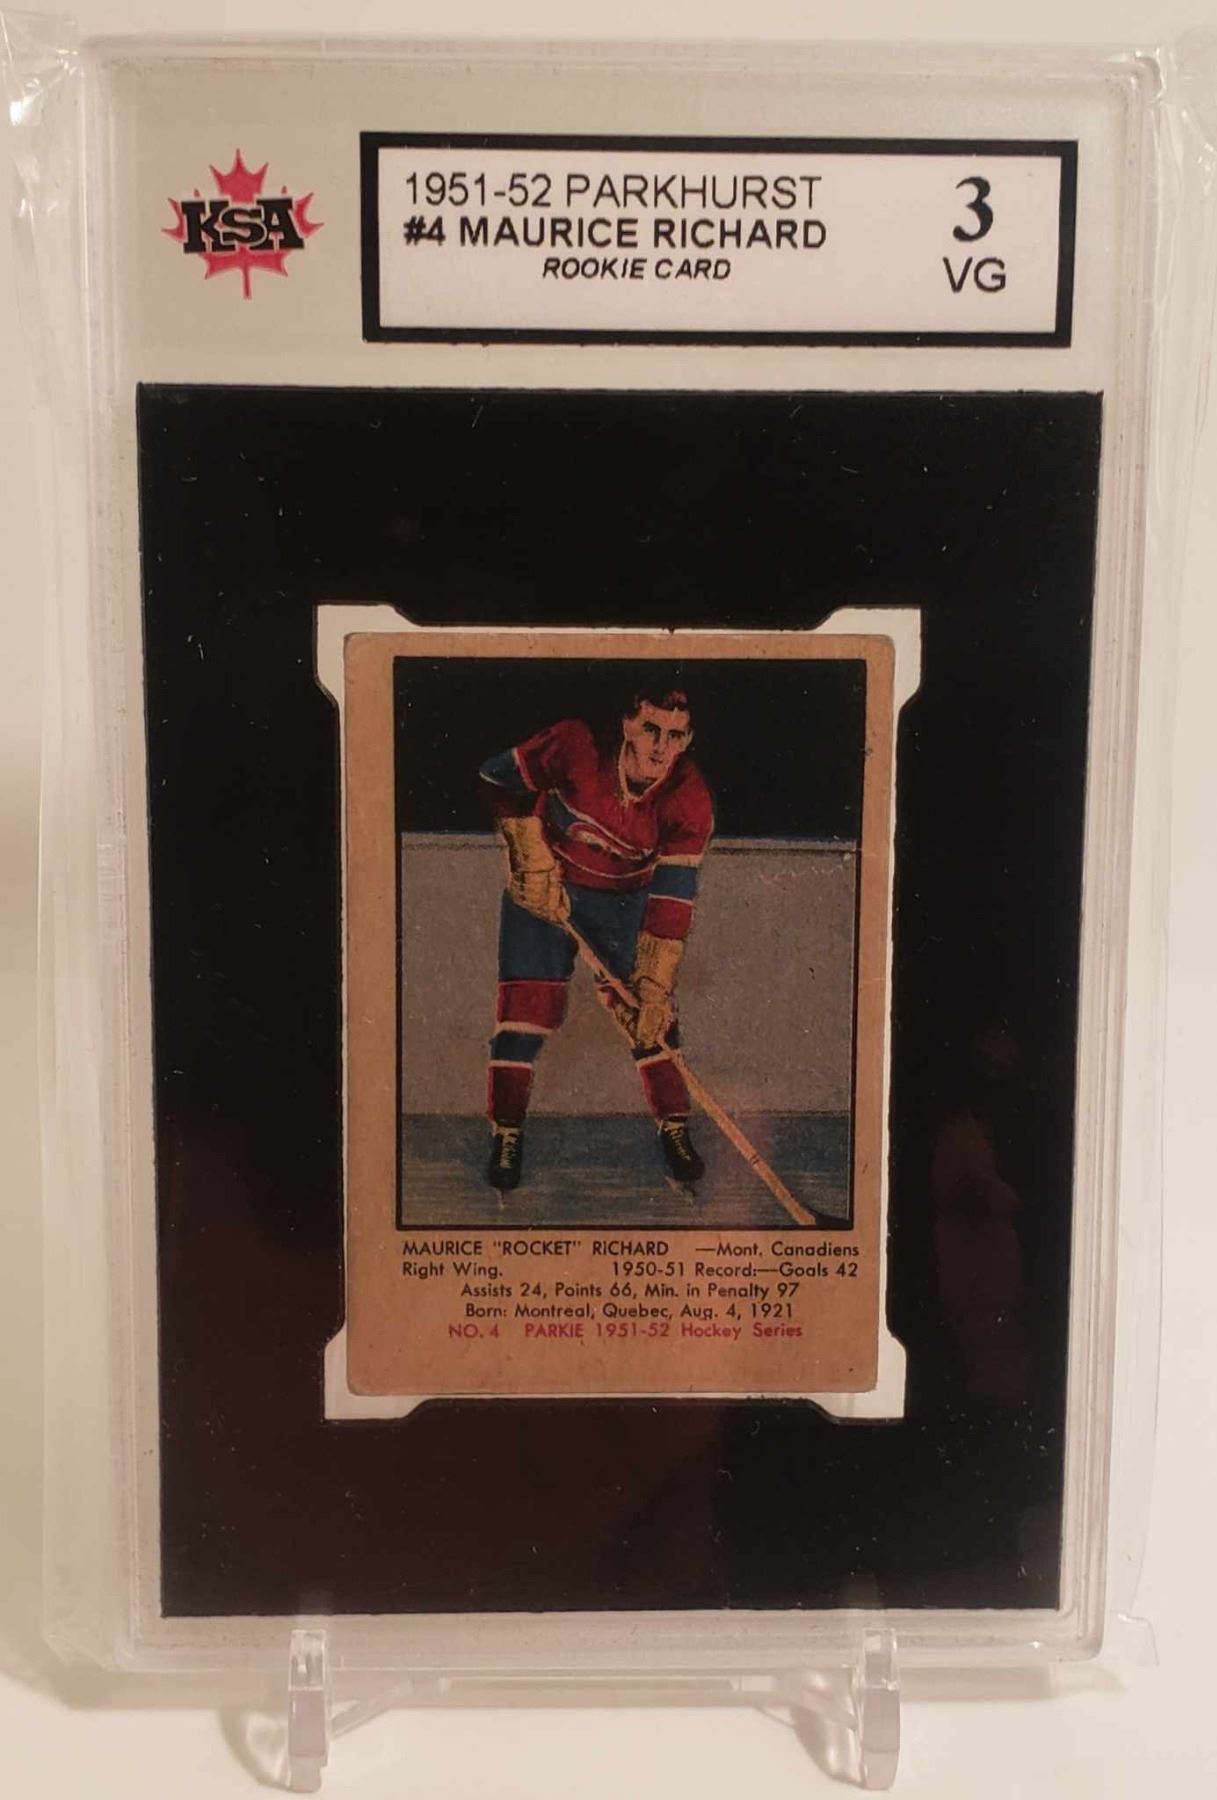 KSA
1951-52 PARKHURST
#4 MAURICE RICHARD
ROOKIE CARD
3
VG
MAURICE "ROCKET" RICHARD —Mont. Canadiens
Right Wing. 1950-51 Record:—Goals 42
Assists 24, Points 66, Min. in Penalty 97
Born: Montreal, Quebec, Aug. 4, 1921
NO. 4 PARKIE 1951-52 Hockey Series